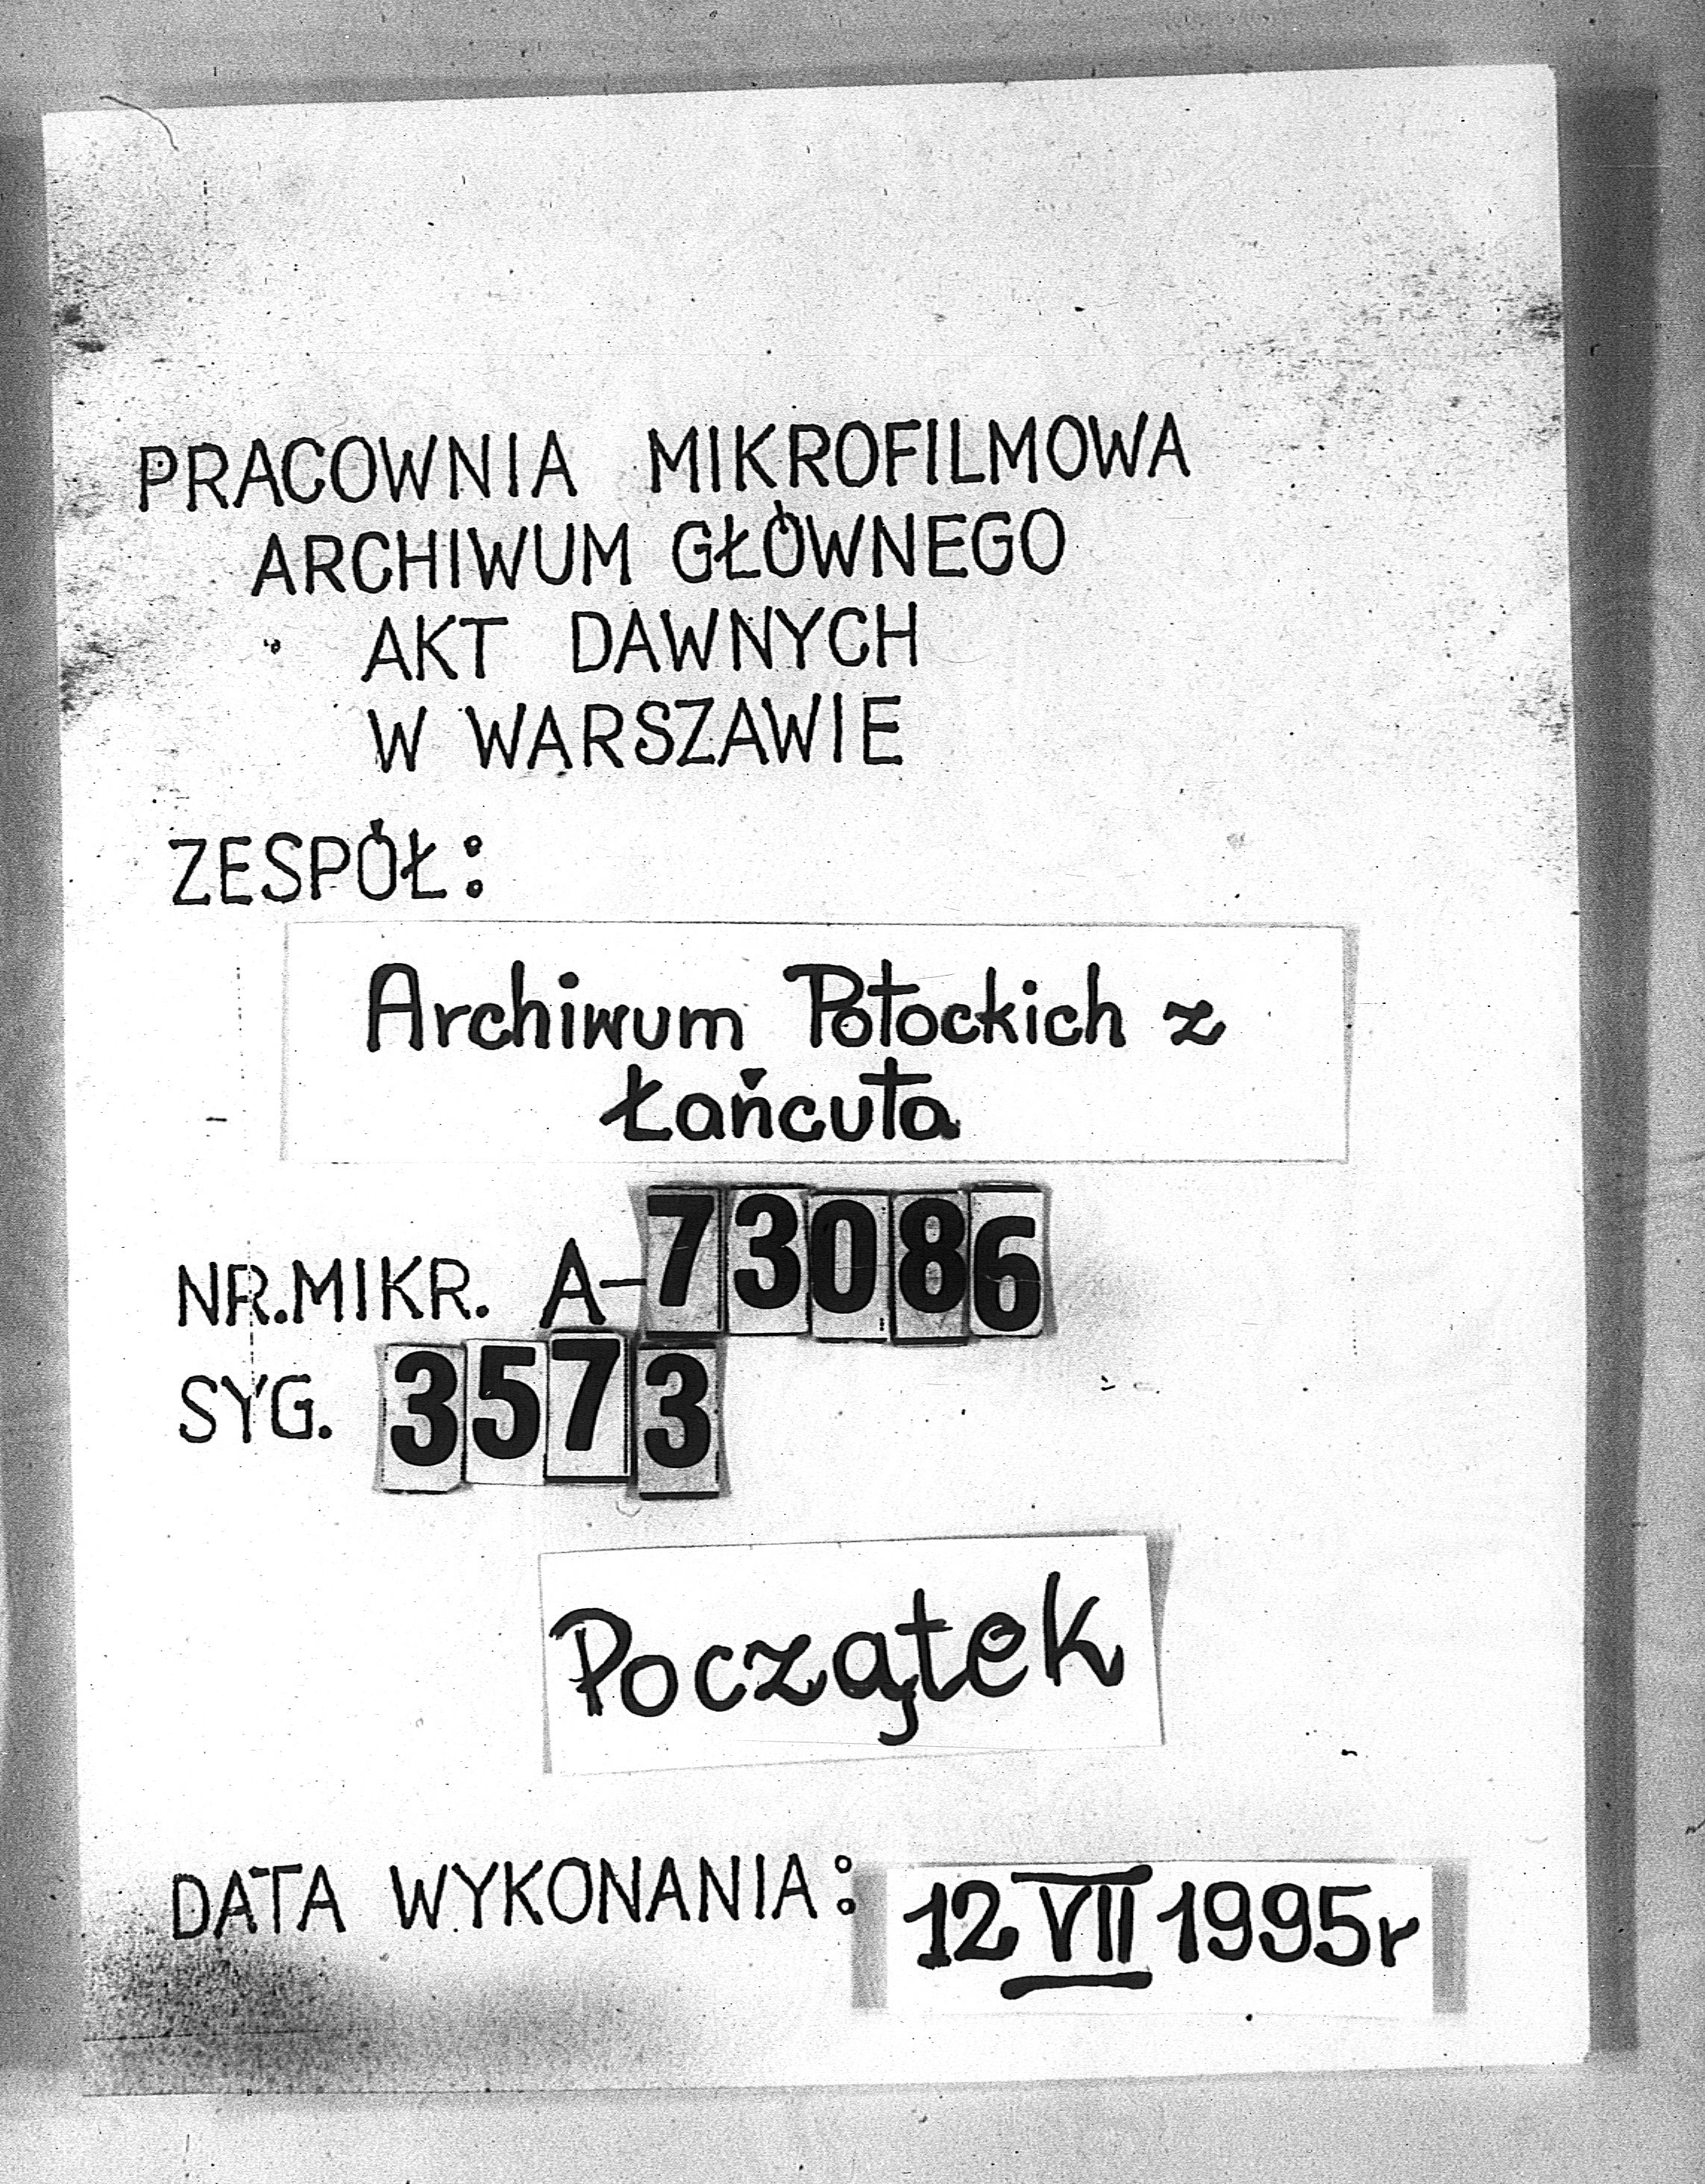 PRACOWNIA MIKROFILMOWA
ARCHIWUM GŁÓWNEGO
AKT DAWNYCH
W WARSZAWIE
ZESPÓŁ:
Archiwum Potockich z
Łańcuta
NR.MIKR. A-73086
SYG. 3573
Początek
DATA WYKONANIA: 12 VII 1995r